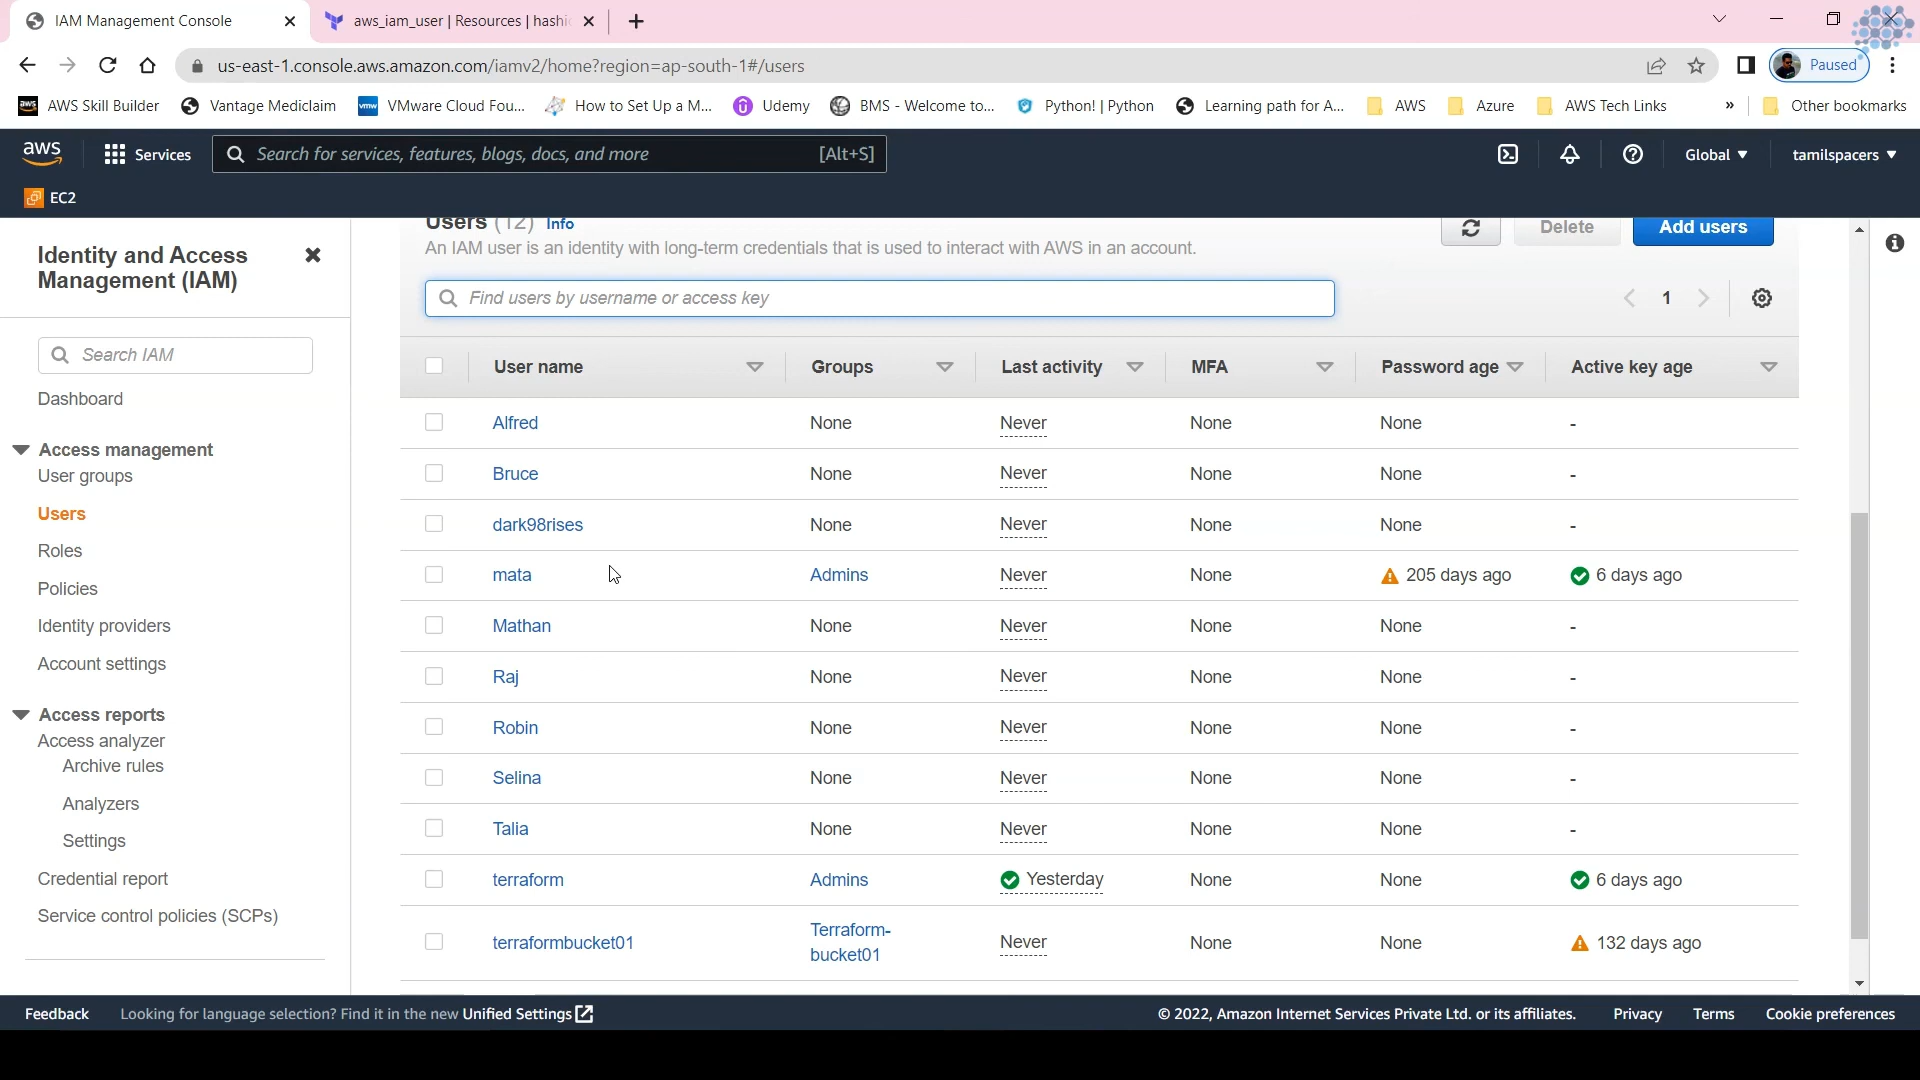 IAM Management Console
aws_iam_user | Resources | hashi
us-east-1.console.aws.amazon.com/iamv2/home?region=ap-south-1#/users
Paused
aws AWS Skill Builder
Vantage Mediclaim
vmw VMware Cloud Fou...
How to Set Up a M...
Udemy
BMS - Welcome to...
Python! | Python
Learning path for A...
AWS
Azure
AWS Tech Links
»
Other bookmarks
aws
Services
Search for services, features, blogs, docs, and more [Alt+S]
Global
tamilspacers
EC2
Identity and Access
Management (IAM)
Search IAM
Dashboard
Access management
User groups
Users
Roles
Policies
Identity providers
Account settings
Access reports
Access analyzer
Archive rules
Analyzers
Settings
Credential report
Service control policies (SCPs)
Users (12) Info
An IAM user is an identity with long-term credentials that is used to interact with AWS in an account.
Delete
Add users
Find users by username or access key
1
User name Groups Last activity MFA Password age Active key age
Alfred None Never None None -
Bruce None Never None None -
dark98rises None Never None None -
mata Admins Never None 205 days ago 6 days ago
Mathan None Never None None -
Raj None Never None None -
Robin None Never None None -
Selina None Never None None -
Talia None Never None None -
terraform Admins Yesterday None None 6 days ago
terraformbucket01 Terraform-
bucket01 Never None None 132 days ago
Feedback
Looking for language selection? Find it in the new Unified Settings
© 2022, Amazon Internet Services Private Ltd. or its affiliates.
Privacy
Terms
Cookie preferences